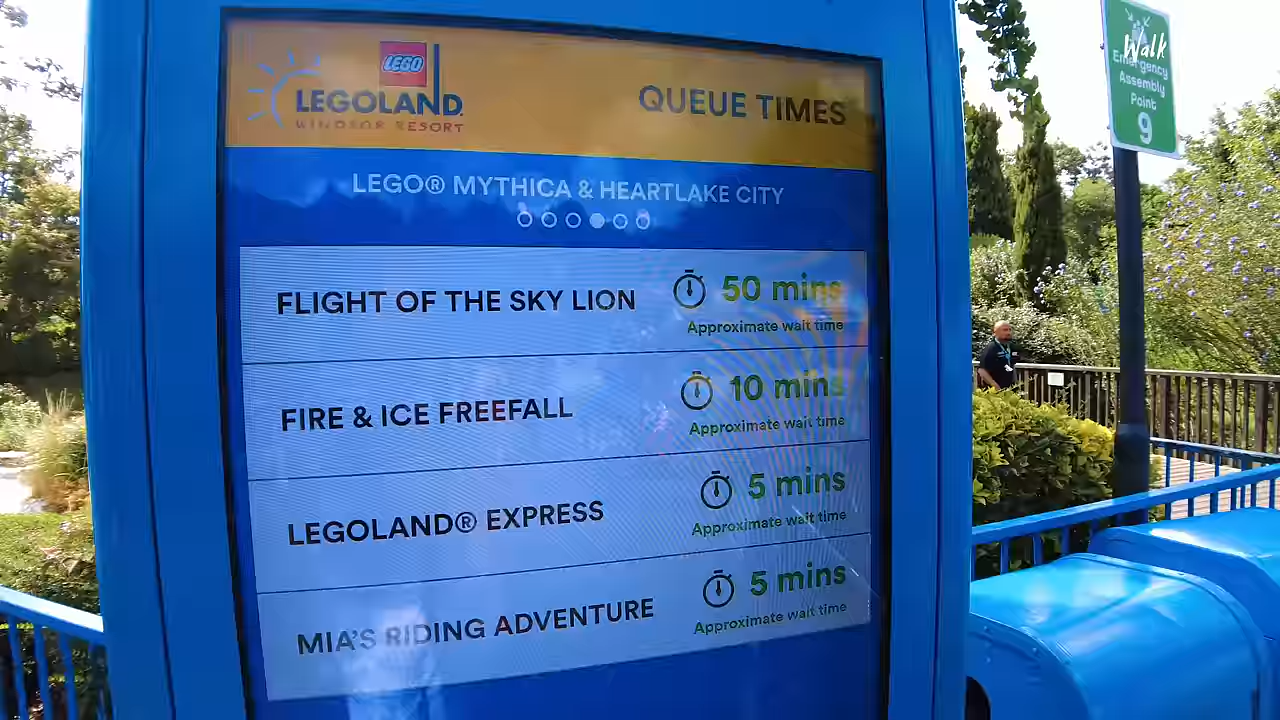 LEGO
LEGOLAND
WINDSOR RESORT
QUEUE TIMES
LEGO® MYTHICA & HEARTLAKE CITY
FLIGHT OF THE SKY LION
50 mins
Approximate wait time
FIRE & ICE FREEFALL
10 mins
Approximate wait time
LEGOLAND® EXPRESS
5 mins
Approximate wait time
MIA'S RIDING ADVENTURE
5 mins
Approximate wait time
Walk
Emergency
Assembly
Point
9